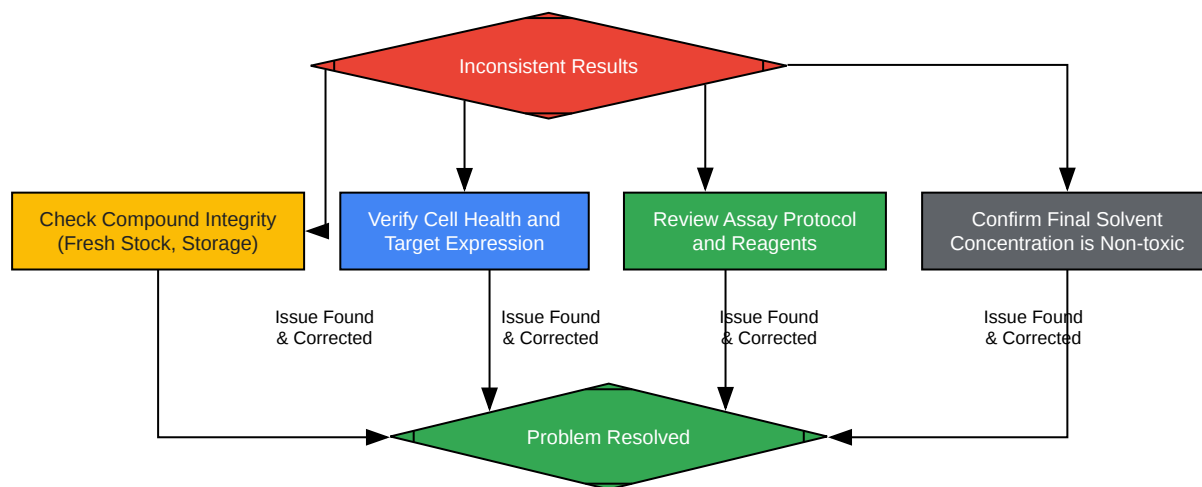 Inconsistent Results
Check Compound Integrity
(Fresh Stock, Storage)
Verify Cell Health and
Target Expression
Review Assay Protocol
and Reagents
Confirm Final Solvent
Concentration is Non-toxic
Issue Found
& Corrected
Issue Found
& Corrected
Issue Found
& Corrected
Issue Found
& Corrected
Problem Resolved